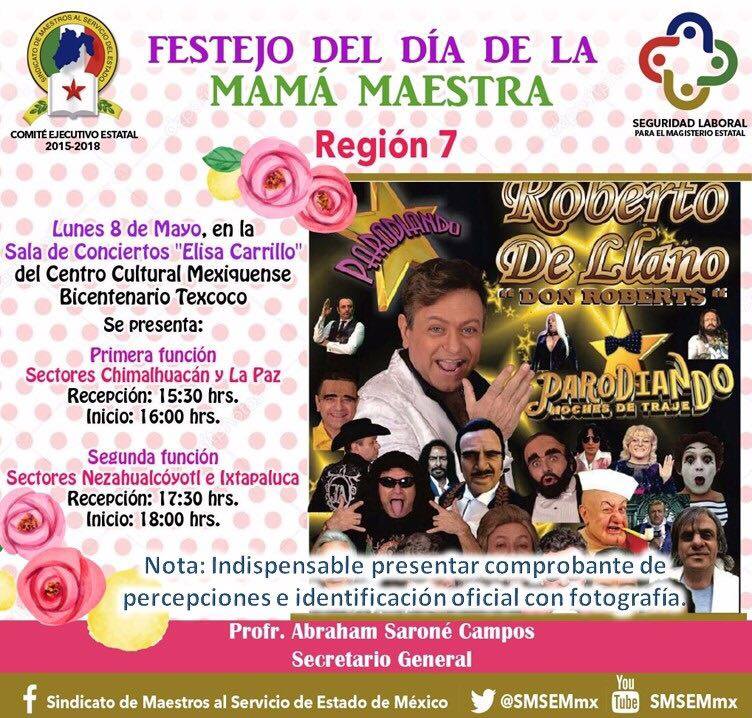 SINDICATO DE MAESTROS AL SERVICIO DEL ESTADO
COMITÉ EJECUTIVO ESTATAL
2015-2018
FESTEJO DEL DÍA DE LA
MAMÁ MAESTRA
Región 7
SEGURIDAD LABORAL
PARA EL MAGISTERIO ESTATAL
Lunes 8 de Mayo, en la
Sala de Conciertos "Elisa Carrillo"
del Centro Cultural Mexiquense
Bicentenario Texcoco
Se presenta:
Primera función
Sectores Chimalhuacán y La Paz
Recepción: 15:30 hrs.
Inicio: 16:00 hrs.
Segunda función
Sectores Nezahualcóyotl e Ixtapaluca
Recepción: 17:30 hrs.
Inicio: 18:00 hrs.
PARODIANDO
Roberto
De Llano
"DON ROBERTS"
PARODIANDO
NOCHES DE TRAJE
Nota: Indispensable presentar comprobante de
percepciones e identificación oficial con fotografía.
Profr. Abraham Saroné Campos
Secretario General
f Sindicato de Maestros al Servicio de Estado de México
@SMSEMmx
You Tube SMSEMmx